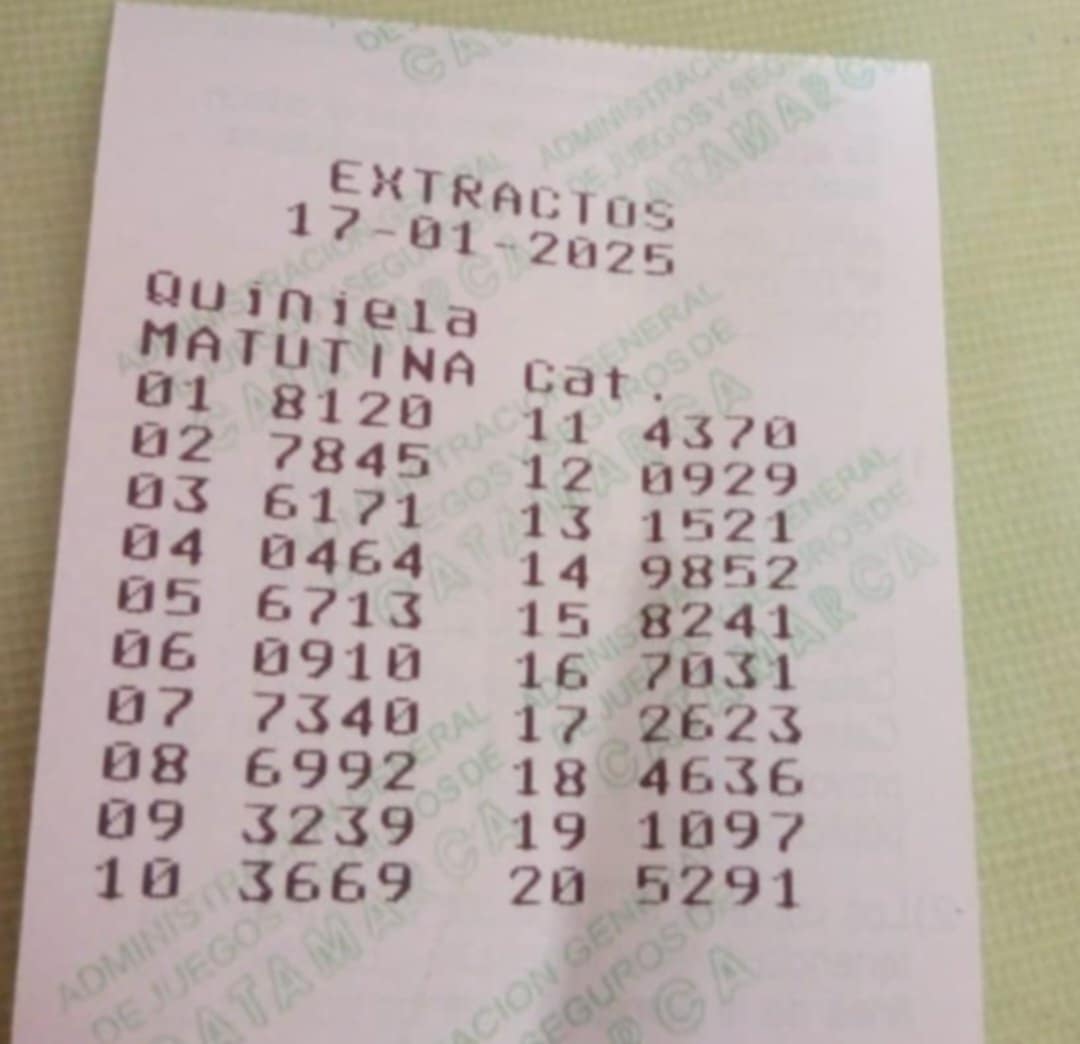 EXTRACTOS
17-01-2025
Quiniela
MATUTINA Cat.
01 8120 11 4370
02 7845 12 0929
03 6171 13 1521
04 0464 14 9852
05 6713 15 8241
06 0910 16 7031
07 7340 17 2623
08 6992 18 4636
09 3239 19 1097
10 3669 20 5291